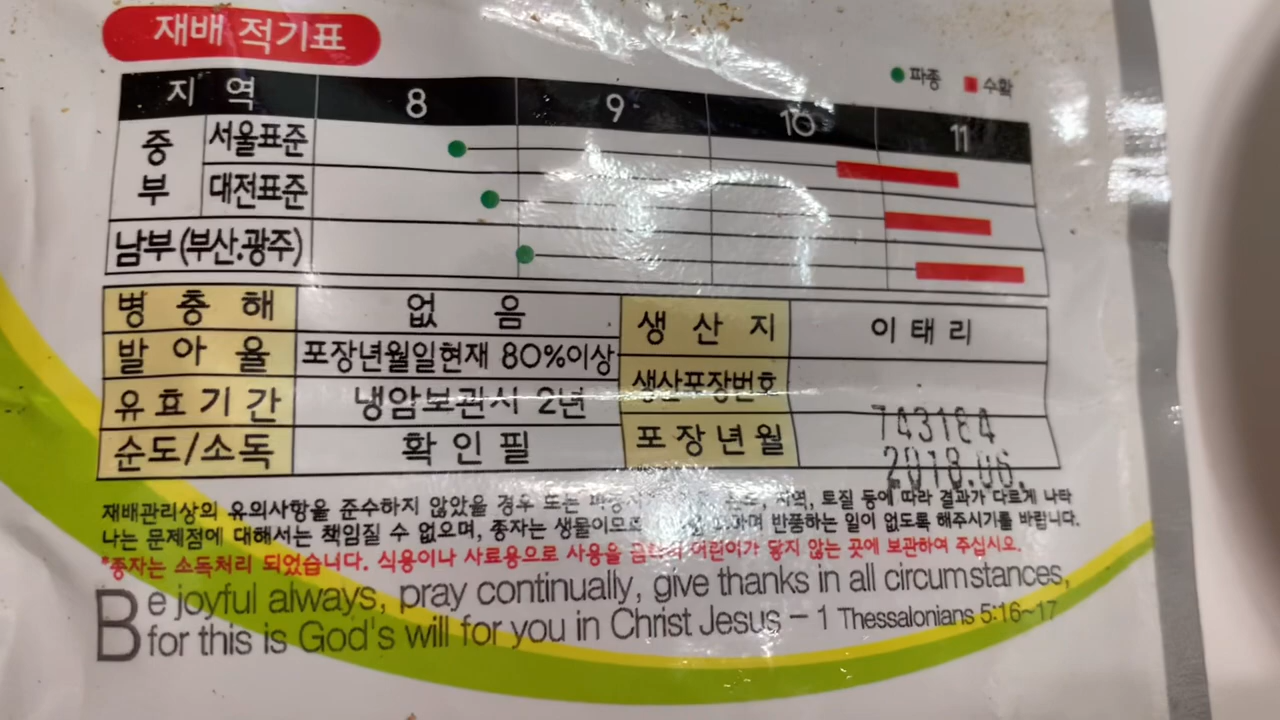 재배 적기표
파종 수확
지 역 8 9 10 11
중부 서울표준
대전표준
남부(부산.광주)
병 충 해 없 음 생 산 지 이 태 리
발 아 율 포장년월일현재 80%이상 생산포장번호
유 효 기 간 냉암보관시 2년 743184
순도/소독 확 인 필 포 장 년 월 2018.06.
재배관리상의 유의사항을 준수하지 않았을 경우 또는 지역, 토질 등에 따라 결과가 다르게 나타
나는 문제점에 대해서는 책임질 수 없으며, 종자는 생물이므로 반품하는 일이 없도록 해주시기를 바랍니다.
*종자는 소독처리 되었습니다. 식용이나 사료용으로 사용을 어린이가 닿지 않는 곳에 보관하여 주십시오.
Be joyful always, pray continually, give thanks in all circumstances,
for this is God's will for you in Christ Jesus - 1 Thessalonians 5:16~17